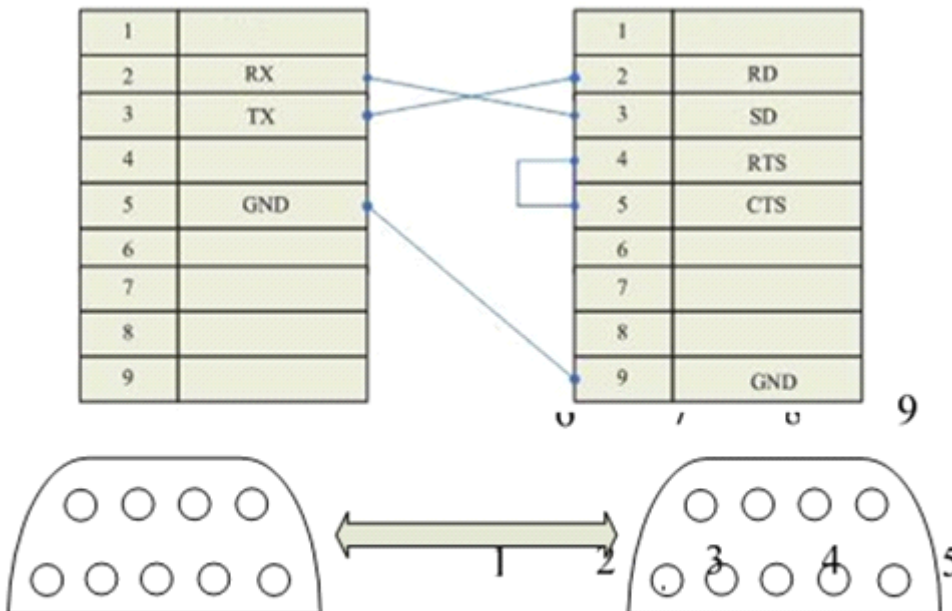 1 1
2 RX 2 RD
3 TX 3 SD
4 4 RTS
5 GND 5 CTS
6 6
7 7
8 8
9 9 GND
9
1 2 3 4 5